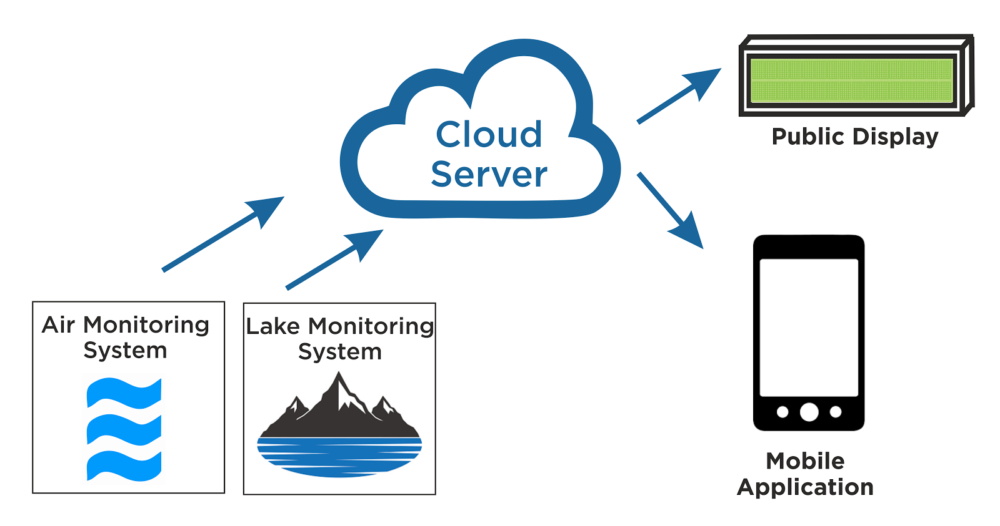 Cloud
Server
Public Display
Air Monitoring
System
Lake Monitoring
System
Mobile
Application